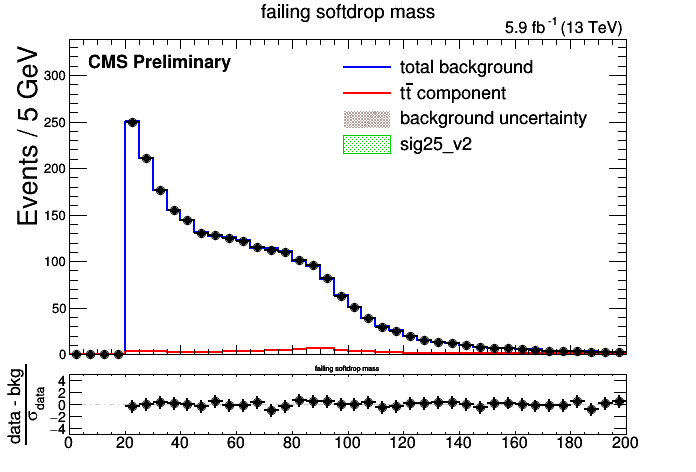 failing softdrop mass
5.9 fb⁻¹ (13 TeV)
CMS Preliminary
total background
tt̄ component
background uncertainty
sig25_v2
Events / 5 GeV
300
250
200
150
100
50
0
failing softdrop mass
data - bkg
σ_data
4
2
0
−2
−4
0 20 40 60 80 100 120 140 160 180 200